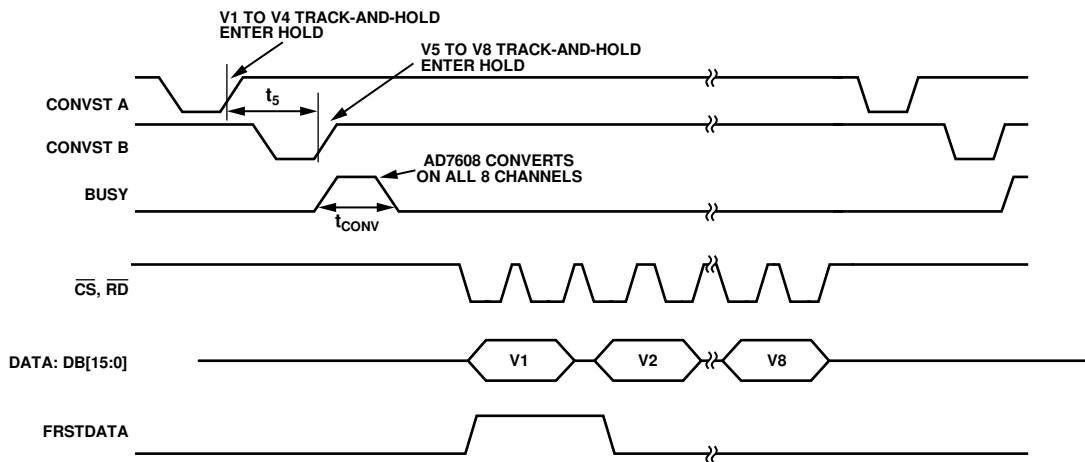 V1 TO V4 TRACK-AND-HOLD
ENTER HOLD
V5 TO V8 TRACK-AND-HOLD
ENTER HOLD
CONVST A
t5
CONVST B
AD7608 CONVERTS
ON ALL 8 CHANNELS
BUSY
tCONV
CS, RD
DATA: DB[15:0]
V1
V2
V8
FRSTDATA